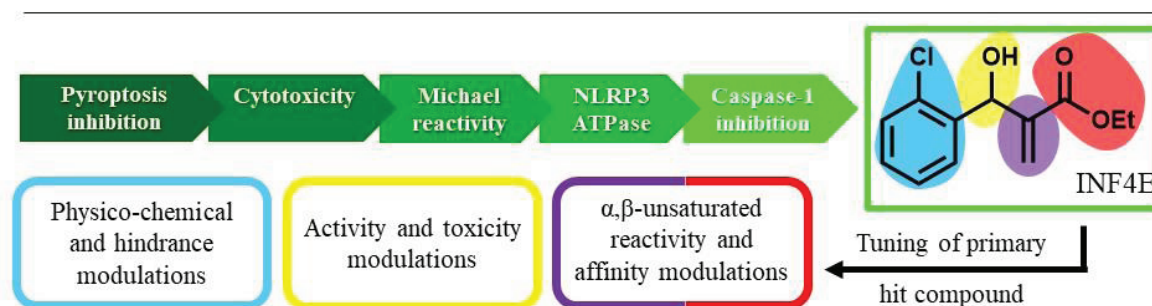 Pyroptosis
inhibition
Cytotoxicity
Michael
reactivity
NLRP3
ATPase
Caspase-1
inhibition
Cl
OH
O
OEt
INF4E
Physico-chemical
and hindrance
modulations
Activity and toxicity
modulations
α,β-unsaturated
reactivity and
affinity modulations
Tuning of primary
hit compound